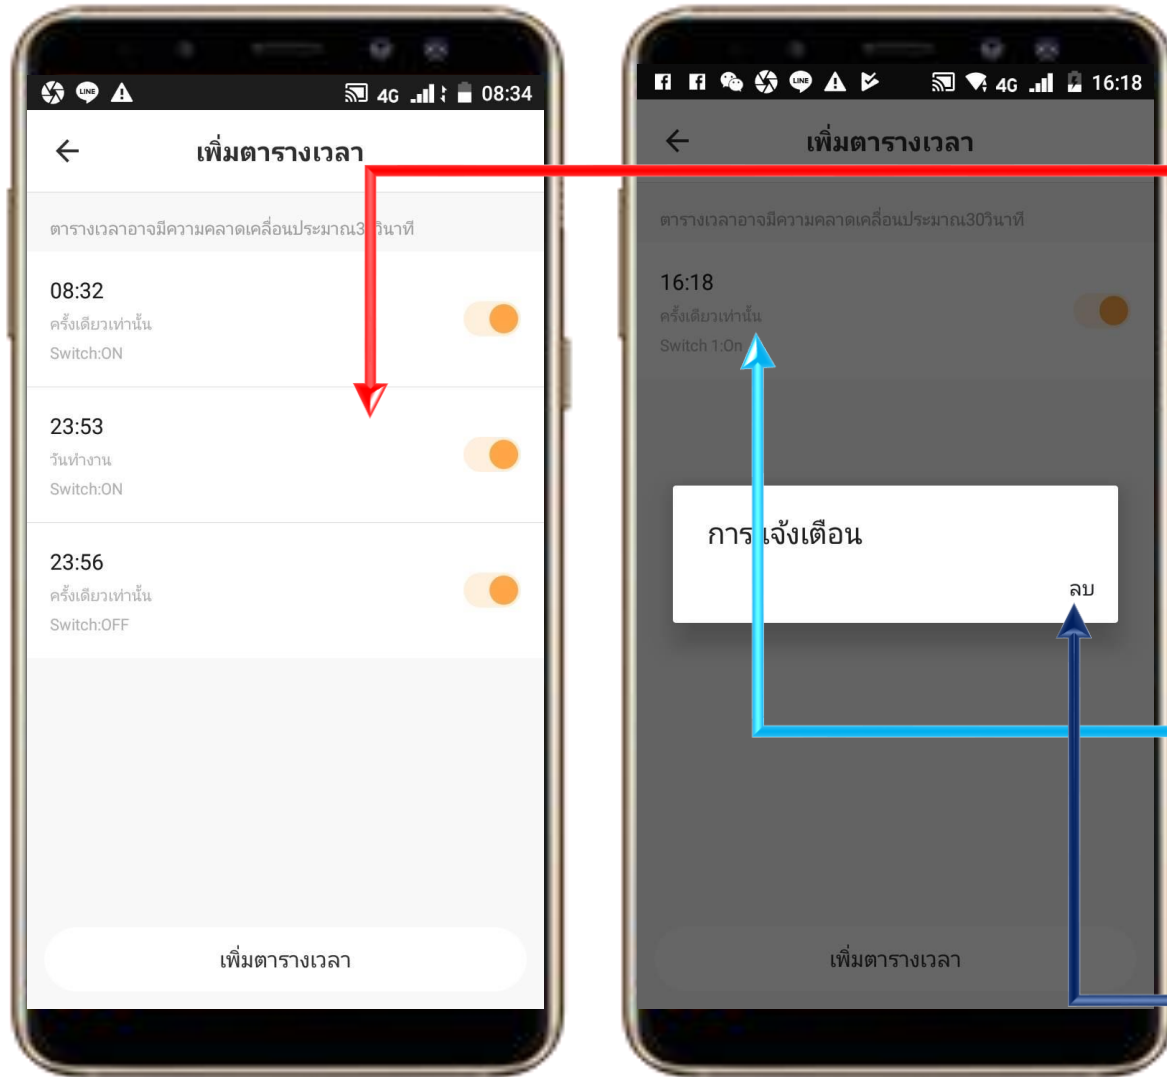 LINE
4G
08:34
เพิ่มตารางเวลา
ตารางเวลาอาจมีความคลาดเคลื่อนประมาณ3 วินาที
08:32
ครั้งเดียวเท่านั้น
Switch:ON
23:53
วันทำงาน
Switch:ON
23:56
ครั้งเดียวเท่านั้น
Switch:OFF
เพิ่มตารางเวลา
LINE
4G
16:18
เพิ่มตารางเวลา
ตารางเวลาอาจมีความคลาดเคลื่อนประมาณ30วินาที
16:18
ครั้งเดียวเท่านั้น
Switch 1:On
การแจ้งเตือน
ลบ
เพิ่มตารางเวลา